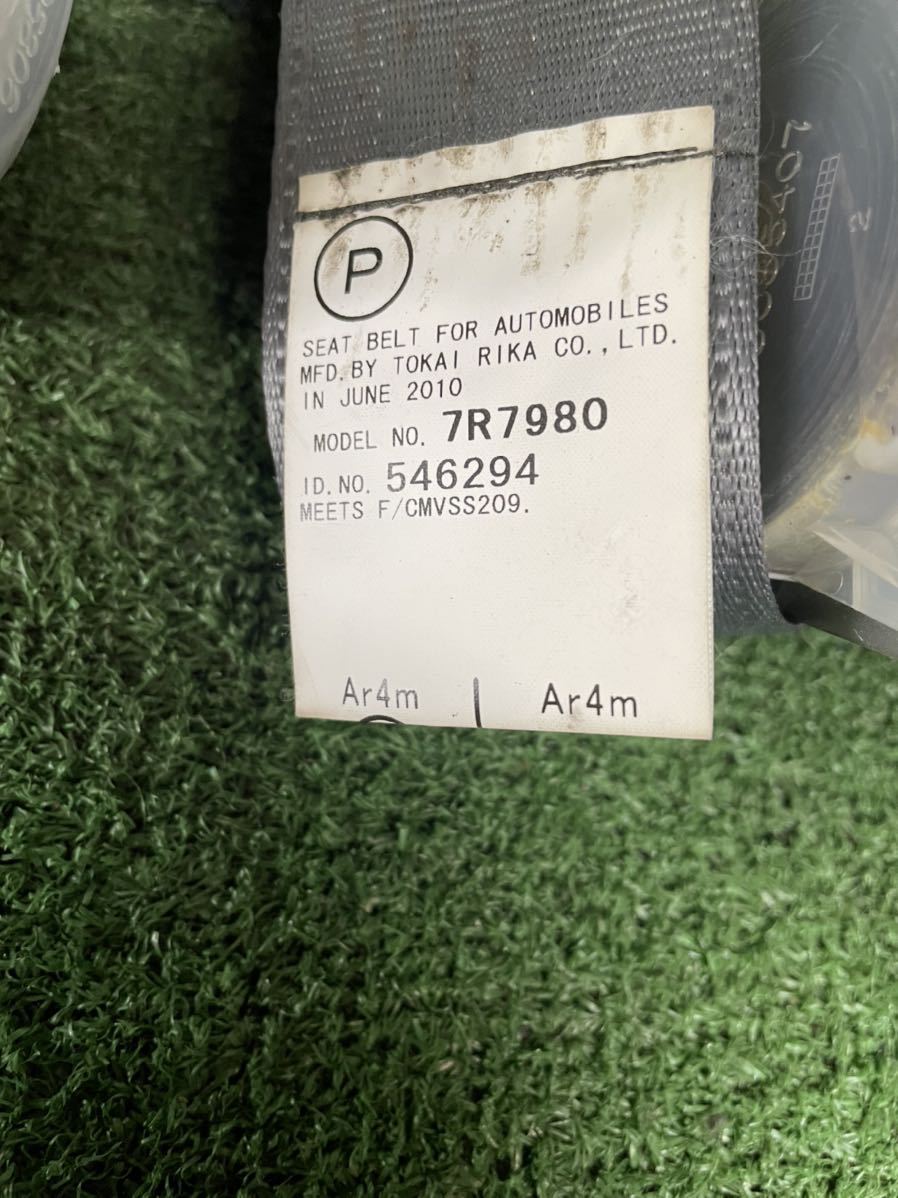 P
SEAT BELT FOR AUTOMOBILES
MFD. BY TOKAI RIKA CO., LTD.
IN JUNE 2010
MODEL NO. 7R7980
ID. NO. 546294
MEETS F/CMVSS209.
Ar4m | Ar4m